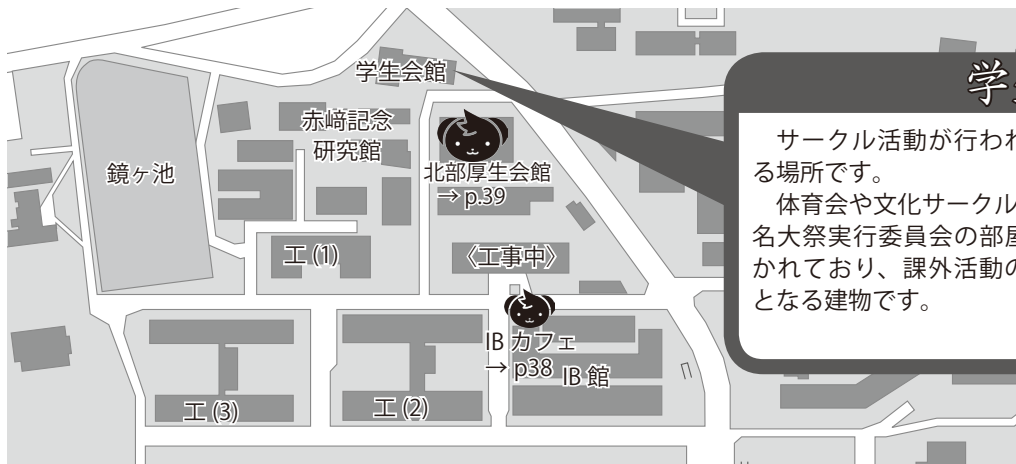 学生会館
赤﨑記念
研究館
鏡ヶ池
北部厚生会館
→ p.39
工 (1)
〈工事中〉
IB カフェ
→ p38
IB 館
工 (3)
工 (2)
学
サークル活動が行われ
る場所です。
体育会や文化サークル
名大祭実行委員会の部屋
かれており、課外活動の
となる建物です。